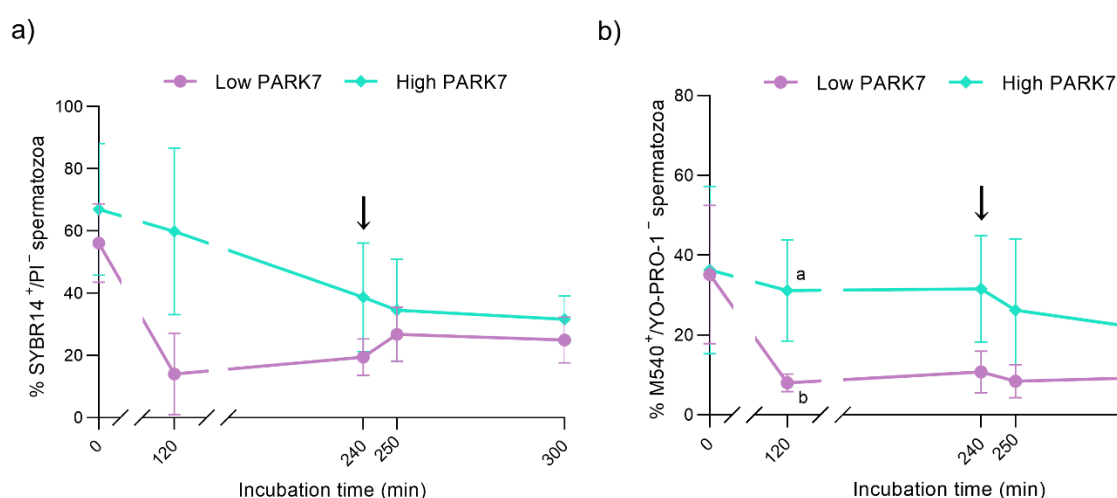 a)
Low PARK7 High PARK7
100
80
60
40
20
0
% SYBR14⁺/PI⁻ spermatozoa
0 120 240 250 300
Incubation time (min)
b)
Low PARK7 High PARK7
80
60
40
20
0
% M540⁺/YO-PRO-1⁻ spermatozoa
a
b
0 120 240 250
Incubation time (min)